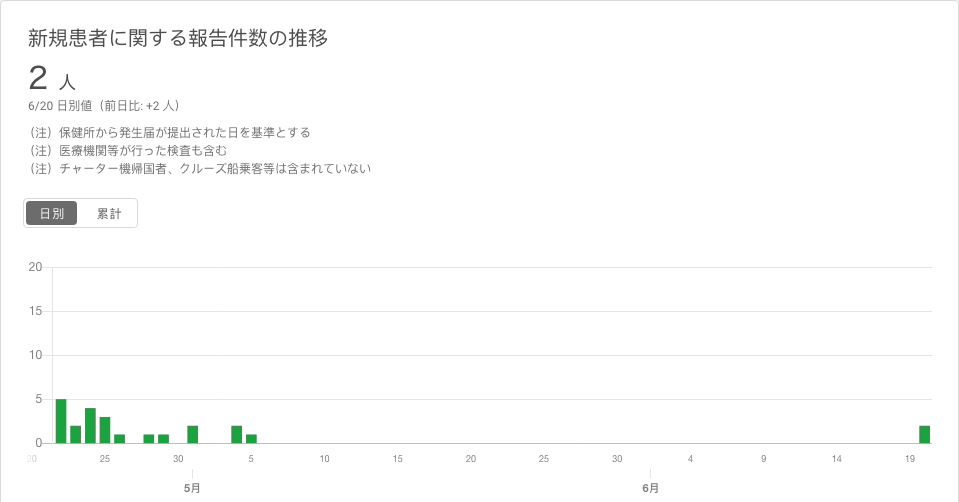 新規患者に関する報告件数の推移
2 人
6/20 日別値（前日比: +2 人）
（注）保健所から発生届が提出された日を基準とする
（注）医療機関等が行った検査も含む
（注）チャーター機帰国者、クルーズ船乗客等は含まれていない
日別 累計
20
15
10
5
0
20 25 30 5 10 15 20 25 30 4 9 14 19
5月 6月